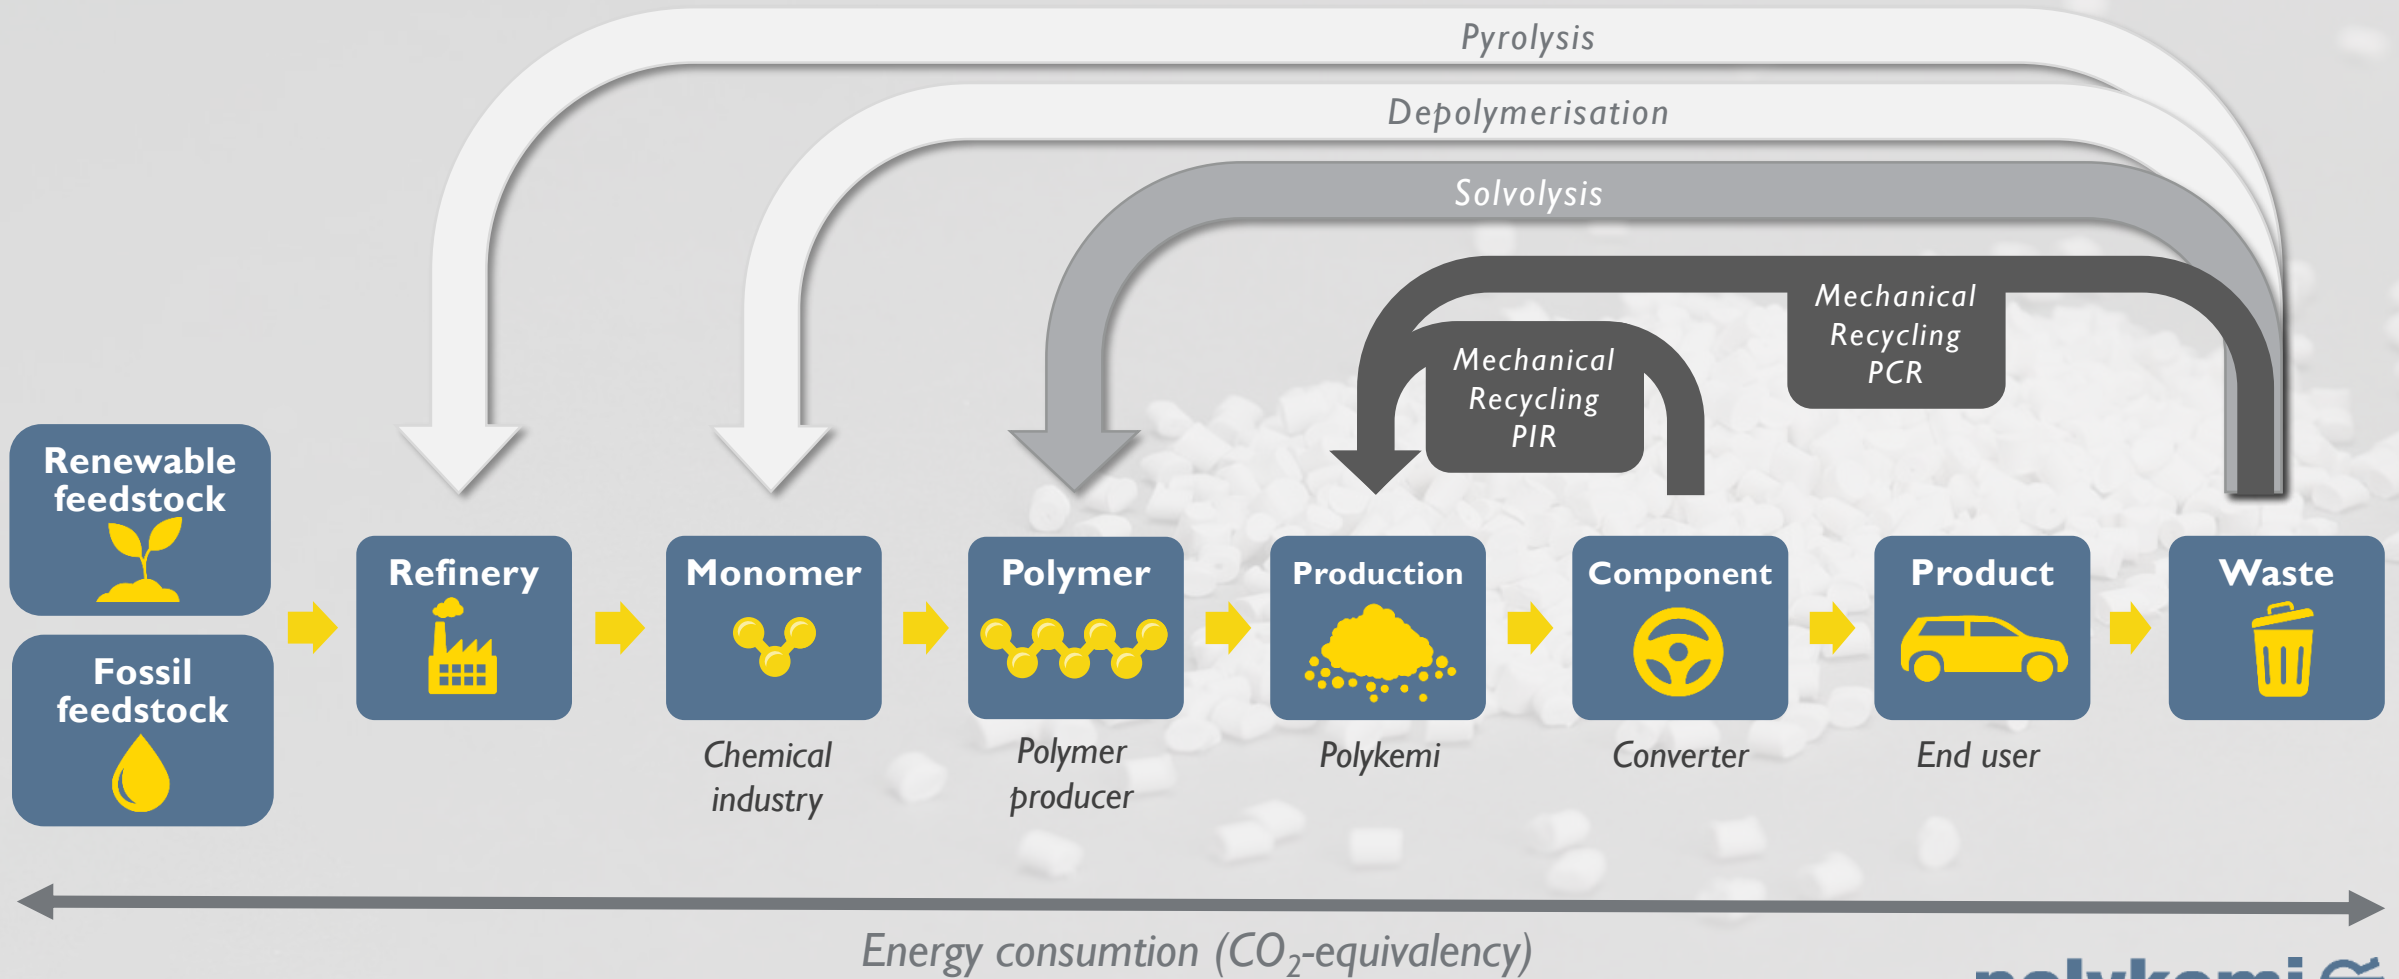 Pyrolysis
Depolymerisation
Solvolysis
Mechanical
Recycling
PCR
Mechanical
Recycling
PIR
Renewable
feedstock
Fossil
feedstock
Refinery
Monomer
Polymer
Production
Component
Product
Waste
Chemical
industry
Polymer
producer
Polykemi
Converter
End user
Energy consumtion (CO₂-equivalency)
polykemi